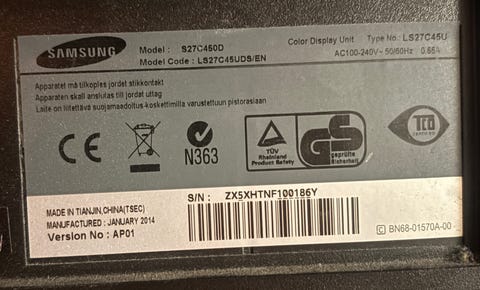 SAMSUNG
Model : S27C450D
Color Display Unit Type No.: LS27C45U
Model Code : LS27C45UDS/EN
AC100-240V~ 50/60Hz 0.65A
Apparatet må tilkoples jordet stikkontakt
Apparaten skall anslutas till jordat uttag
Laite on liitettävä suojamaadoitus-koskettimilla varustettuun pistorasiaan
CE
N363
TÜV
Rheinland
Product Safety
GS
geprüfte
Sicherheit
TCO
CERTIFIED
S/N : ZX5XHTNF100186Y
MADE IN TIANJIN,CHINA(TSEC)
MANUFACTURED : JANUARY 2014
Version No : AP01
C BN68-01570A-00